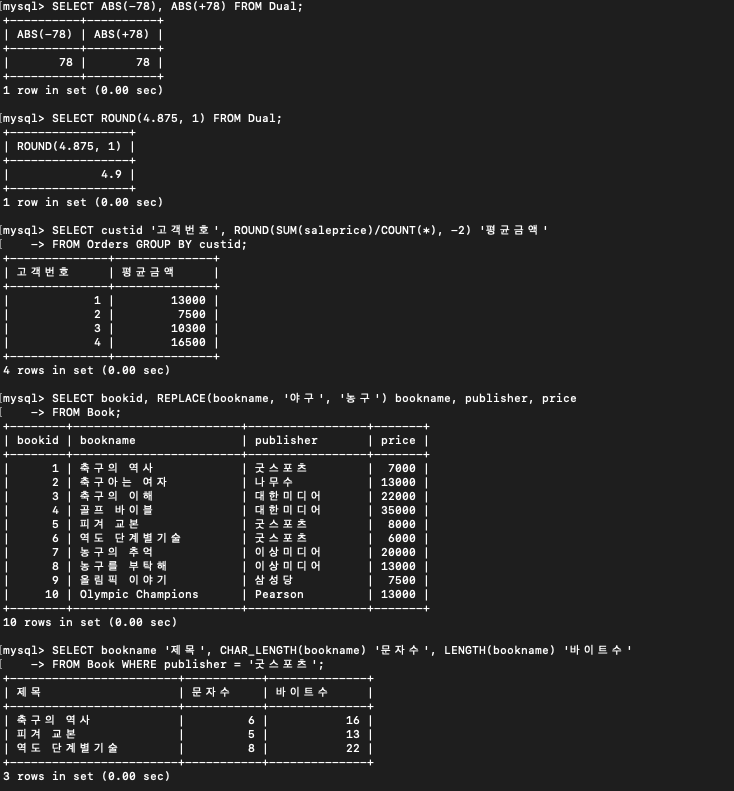 [mysql> SELECT ABS(-78), ABS(+78) FROM Dual;
+----------+----------+
| ABS(-78) | ABS(+78) |
+----------+----------+
|       78 |       78 |
+----------+----------+
1 row in set (0.00 sec)

[mysql> SELECT ROUND(4.875, 1) FROM Dual;
+-----------------+
| ROUND(4.875, 1) |
+-----------------+
|             4.9 |
+-----------------+
1 row in set (0.00 sec)

[mysql> SELECT custid '고객번호', ROUND(SUM(saleprice)/COUNT(*), -2) '평균금액'
[    -> FROM Orders GROUP BY custid;
+--------------+--------------+
| 고객번호     | 평균금액     |
+--------------+--------------+
|            1 |        13000 |
|            2 |         7500 |
|            3 |        10300 |
|            4 |        16500 |
+--------------+--------------+
4 rows in set (0.00 sec)

[mysql> SELECT bookid, REPLACE(bookname, '야구', '농구') bookname, publisher, price
[    -> FROM Book;
+--------+------------------------+-----------------+-------+
| bookid | bookname               | publisher       | price |
+--------+------------------------+-----------------+-------+
|      1 | 축구의 역사            | 굿스포츠        |  7000 |
|      2 | 축구아는 여자          | 나무수          | 13000 |
|      3 | 축구의 이해            | 대한미디어      | 22000 |
|      4 | 골프 바이블            | 대한미디어      | 35000 |
|      5 | 피겨 교본              | 굿스포츠        |  8000 |
|      6 | 역도 단계별기술        | 굿스포츠        |  6000 |
|      7 | 농구의 추억            | 이상미디어      | 20000 |
|      8 | 농구를 부탁해          | 이상미디어      | 13000 |
|      9 | 올림픽 이야기          | 삼성당          |  7500 |
|     10 | Olympic Champions      | Pearson         | 13000 |
+--------+------------------------+-----------------+-------+
10 rows in set (0.00 sec)

[mysql> SELECT bookname '제목', CHAR_LENGTH(bookname) '문자수', LENGTH(bookname) '바이트수'
[    -> FROM Book WHERE publisher = '굿스포츠';
+------------------------+-----------+--------------+
| 제목                   | 문자수    | 바이트수     |
+------------------------+-----------+--------------+
| 축구의 역사            |         6 |           16 |
| 피겨 교본              |         5 |           13 |
| 역도 단계별기술        |         8 |           22 |
+------------------------+-----------+--------------+
3 rows in set (0.00 sec)